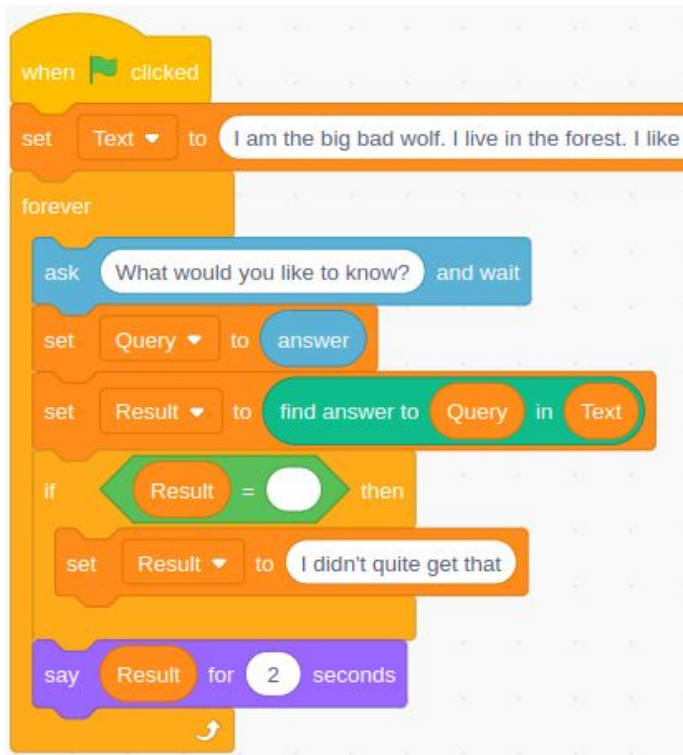 when clicked
set Text to I am the big bad wolf. I live in the forest. I like
forever
ask What would you like to know? and wait
set Query to answer
set Result to find answer to Query in Text
if Result = then
set Result to I didn't quite get that
say Result for 2 seconds